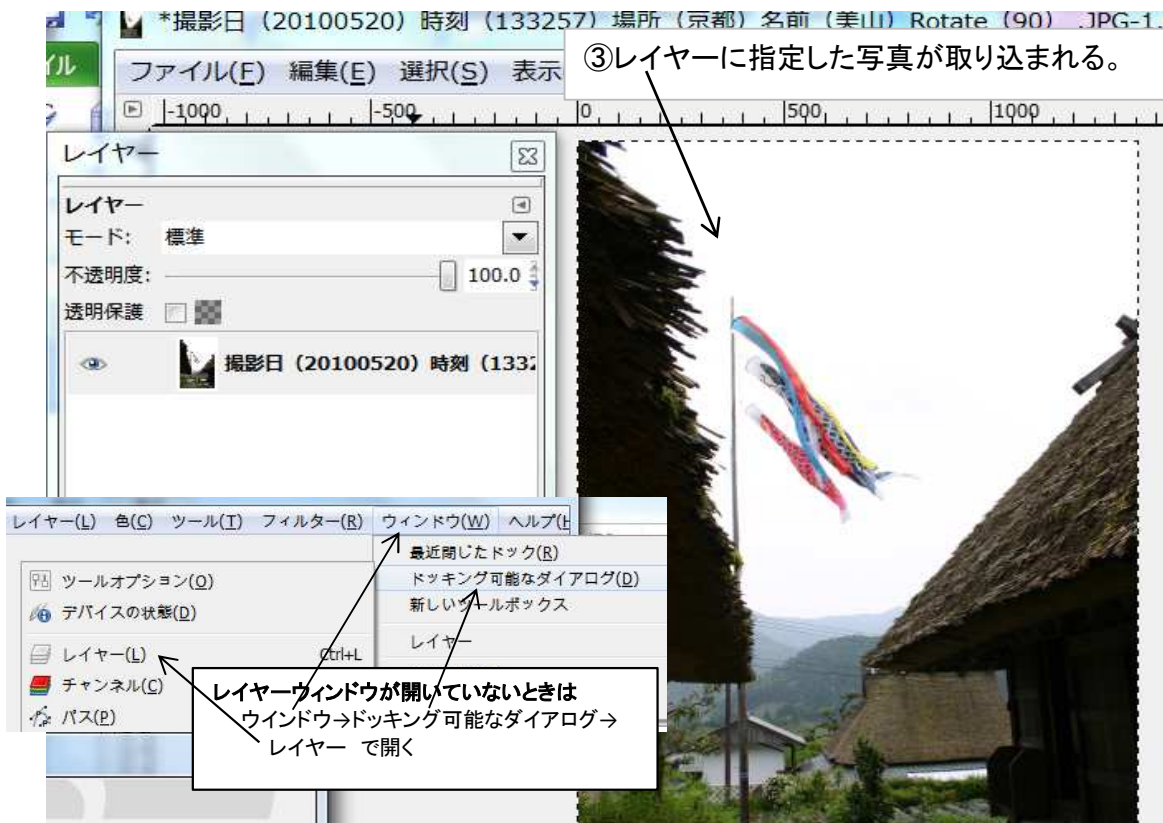 *撮影日（20100520）時刻（133257）場所（京都）名前（美山）Rotate（90） .JPG-1.
イル
ファイル(F) 編集(E) 選択(S) 表示
③レイヤーに指定した写真が取り込まれる。
-1000 -500 0 500 1000
レイヤー
レイヤー
モード: 標準
不透明度: 100.0
透明保護
撮影日（20100520）時刻（1332
レイヤー(L) 色(C) ツール(T) フィルター(R) ウィンドウ(W) ヘルプ(H
最近閉じたドック(R)
ツールオプション(O)
ドッキング可能なダイアログ(D)
デバイスの状態(D)
新しいツールボックス
レイヤー
レイヤー(L) Ctrl+L
チャンネル(C)
パス(P)
レイヤーウィンドウが開いていないときは
ウインドウ→ドッキング可能なダイアログ→
レイヤー で開く